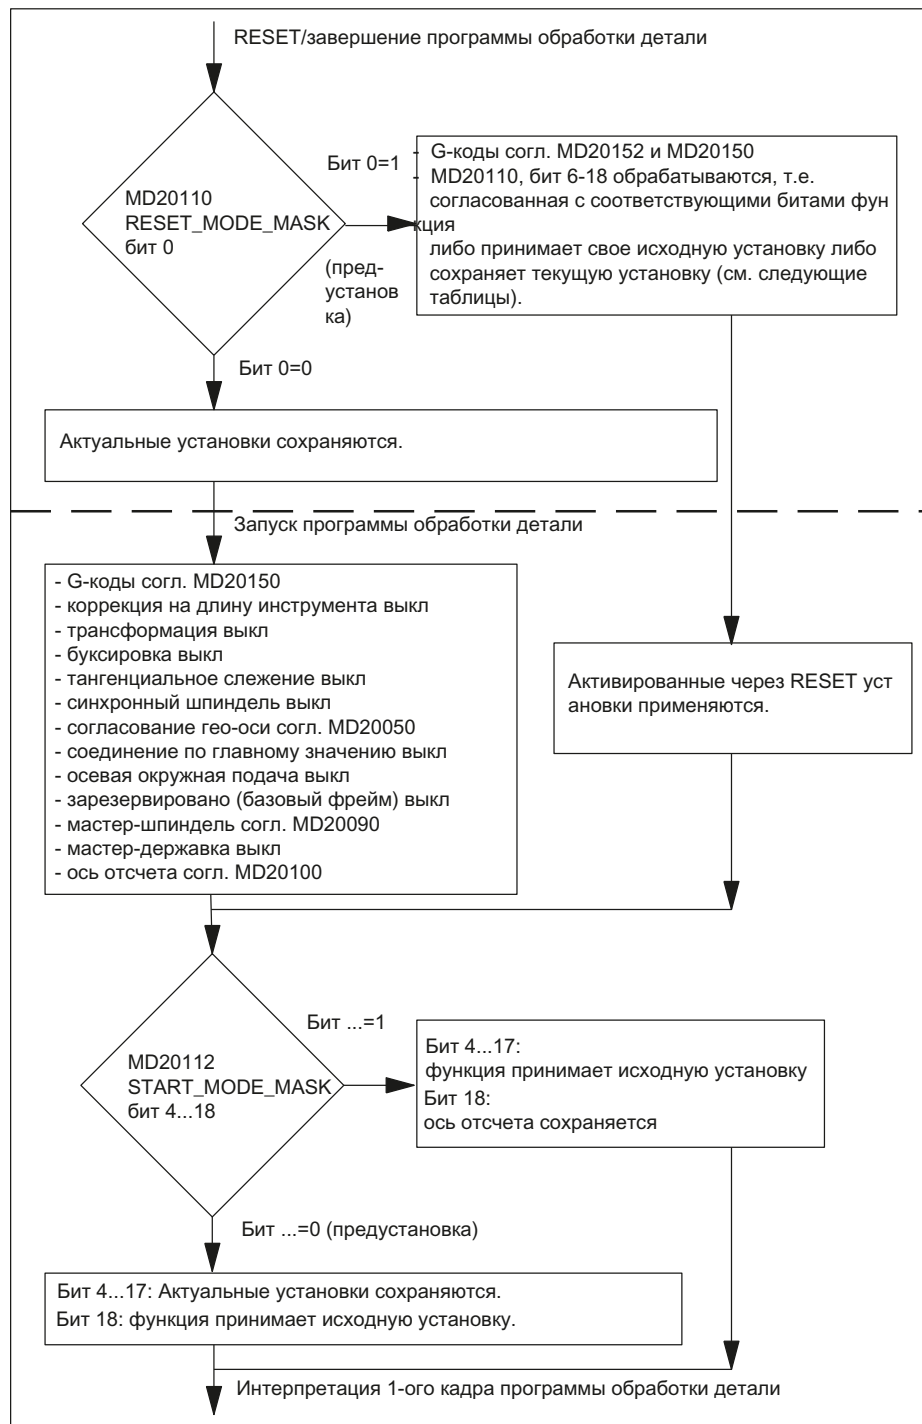 RESET/завершение программы обработки детали
MD20110
RESET_MODE_MASK
бит 0
Бит 0=1
(пред-
установ
ка)
- G-коды согл. MD20152 и MD20150
- MD20110, бит 6-18 обрабатываются, т.е.
согласованная с соответствующими битами фун
кция
либо принимает свое исходную установку либо
сохраняет текущую установку (см. следующие
таблицы).
Бит 0=0
Актуальные установки сохраняются.
Запуск программы обработки детали
- G-коды согл. MD20150
- коррекция на длину инструмента выкл
- трансформация выкл
- буксировка выкл
- тангенциальное слежение выкл
- синхронный шпиндель выкл
- согласование гео-оси согл. MD20050
- соединение по главному значению выкл
- осевая окружная подача выкл
- зарезервировано (базовый фрейм) выкл
- мастер-шпиндель согл. MD20090
- мастер-державка выкл
- ось отсчета согл. MD20100
Активированные через RESET уст
ановки применяются.
MD20112
START_MODE_MASK
бит 4...18
Бит ...=1
Бит 4...17:
функция принимает исходную установку
Бит 18:
ось отсчета сохраняется
Бит ...=0 (предустановка)
Бит 4...17: Актуальные установки сохраняются.
Бит 18: функция принимает исходную установку.
Интерпретация 1-ого кадра программы обработки детали